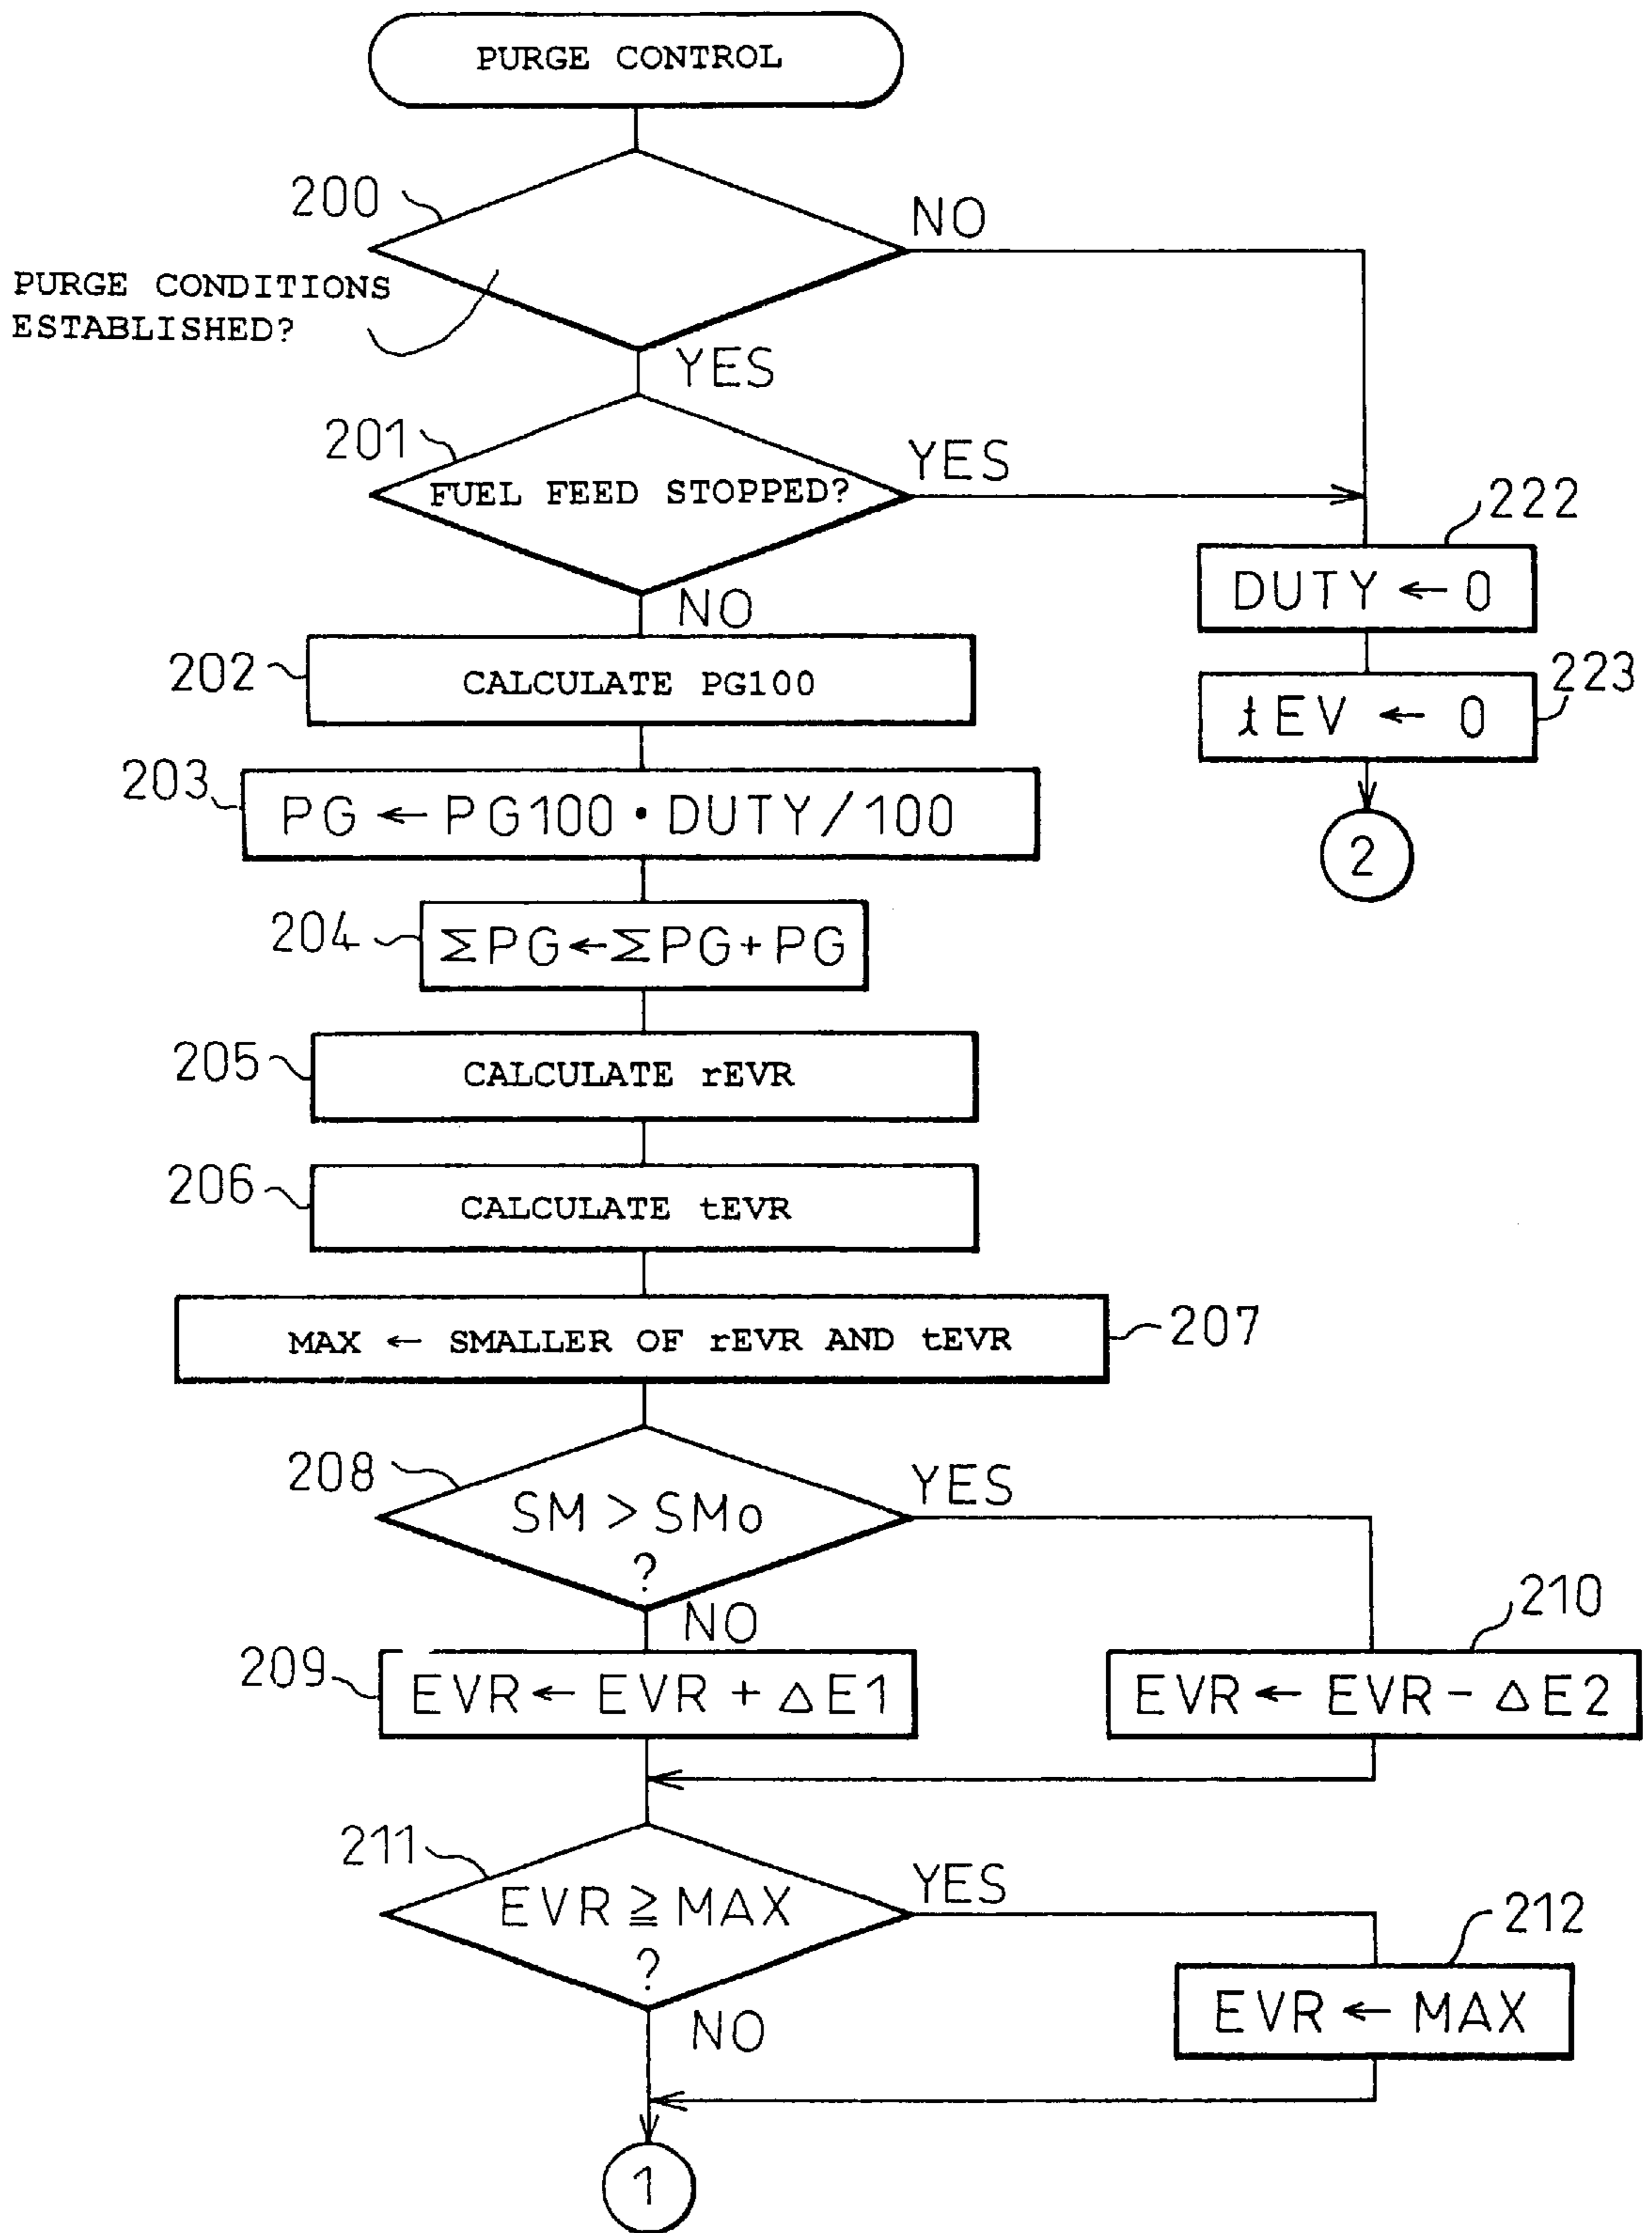 PURGE CONTROL
200
NO
PURGE CONDITIONS
ESTABLISHED?
YES
201
YES
FUEL FEED STOPPED?
222
DUTY ← 0
NO
202
CALCULATE PG100
223
tEV ← 0
203
PG ← PG100 · DUTY/100
2
204
ΣPG ← ΣPG + PG
205
CALCULATE rEVR
206
CALCULATE tEVR
MAX ← SMALLER OF rEVR AND tEVR
207
208
YES
SM > SMo
?
NO
210
209
EVR ← EVR + ΔE1
EVR ← EVR - ΔE2
211
YES
EVR ≧ MAX
?
212
NO
EVR ← MAX
1